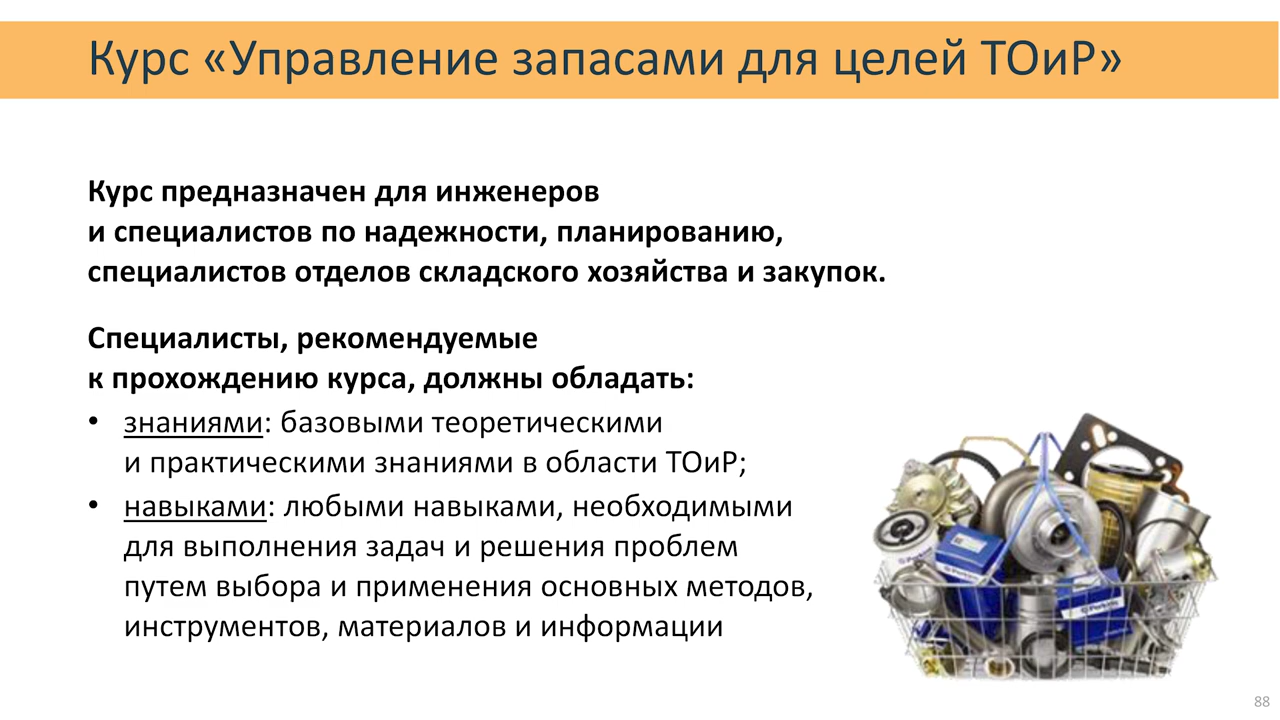 Курс «Управление запасами для целей ТОиР»
Курс предназначен для инженеров
и специалистов по надежности, планированию,
специалистов отделов складского хозяйства и закупок.
Специалисты, рекомендуемые
к прохождению курса, должны обладать:
• знаниями: базовыми теоретическими
и практическими знаниями в области ТОиР;
• навыками: любыми навыками, необходимыми
для выполнения задач и решения проблем
путем выбора и применения основных методов,
инструментов, материалов и информации
Perkins
88